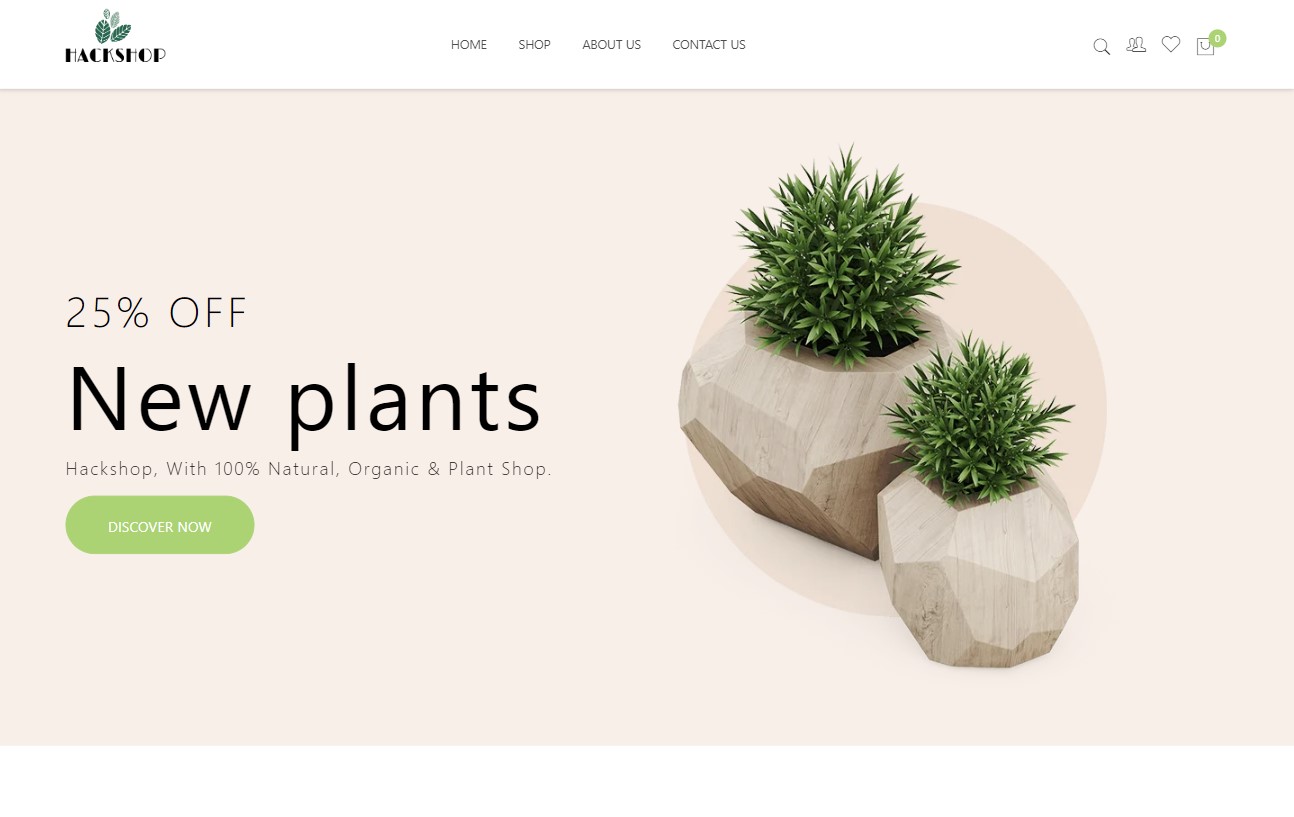 HACKSHOP
HOME
SHOP
ABOUT US
CONTACT US
0
25% OFF
New plants
Hackshop, With 100% Natural, Organic & Plant Shop.
DISCOVER NOW